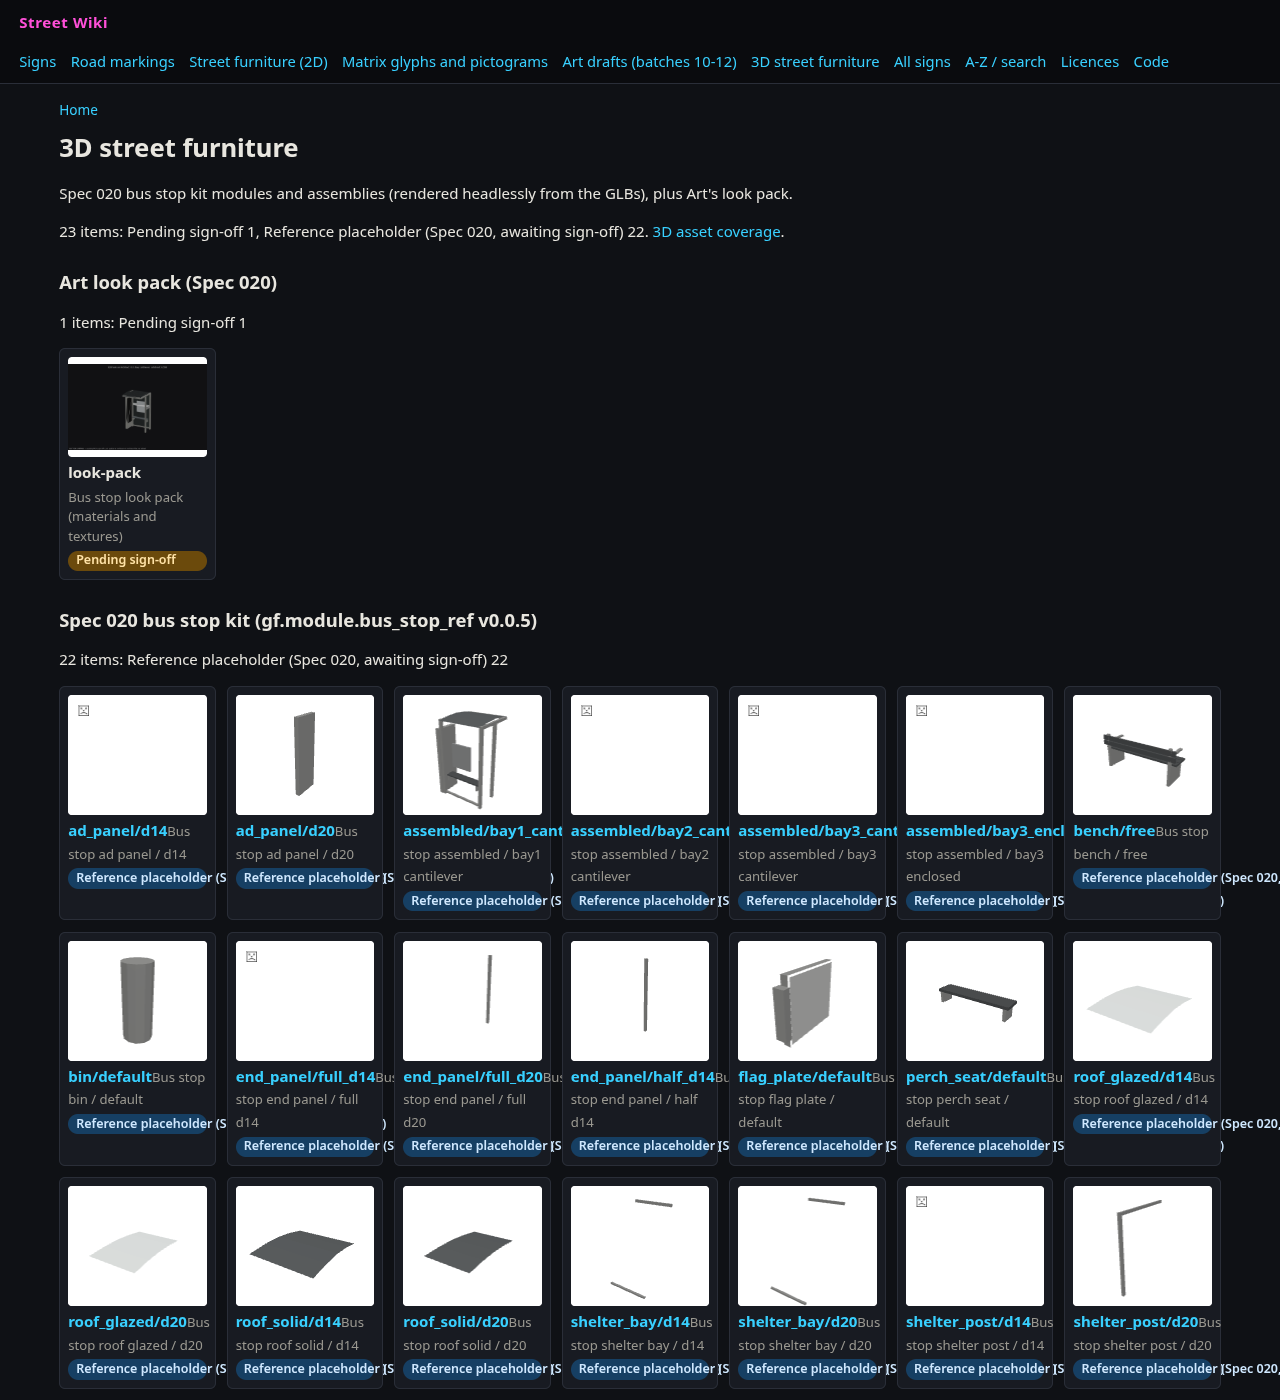 Street Wiki
Signs Road markings Street furniture (2D) Matrix glyphs and pictograms Art drafts (batches 10-12) 3D street furniture All signs A-Z / search Licences Code
Home
3D street furniture
Spec 020 bus stop kit modules and assemblies (rendered headlessly from the GLBs), plus Art's look pack.
23 items: Pending sign-off 1, Reference placeholder (Spec 020, awaiting sign-off) 22. 3D asset coverage.
Art look pack (Spec 020)
1 items: Pending sign-off 1
look-pack
Bus stop look pack
(materials and
textures)
Pending sign-off
Spec 020 bus stop kit (gf.module.bus_stop_ref v0.0.5)
22 items: Reference placeholder (Spec 020, awaiting sign-off) 22
ad_panel/d14Bus
stop ad panel / d14
Reference placeholder (S
ad_panel/d20Bus
stop ad panel / d20
Reference placeholder (S
assembled/bay1_cant
stop assembled / bay1
cantilever
Reference placeholder (S
assembled/bay2_cant
stop assembled / bay2
cantilever
Reference placeholder (S
assembled/bay3_cant
stop assembled / bay3
cantilever
Reference placeholder (S
assembled/bay3_encl
stop assembled / bay3
enclosed
Reference placeholder (S
bench/freeBus stop
bench / free
Reference placeholder (Spec 020,
bin/defaultBus stop
bin / default
Reference placeholder (S
end_panel/full_d14Bus
stop end panel / full
d14
Reference placeholder (S
end_panel/full_d20Bus
stop end panel / full
d20
Reference placeholder (S
end_panel/half_d14Bu
stop end panel / half
d14
Reference placeholder (S
flag_plate/defaultBus
stop flag plate /
default
Reference placeholder (S
perch_seat/defaultBu
stop perch seat /
default
Reference placeholder (S
roof_glazed/d14Bus
stop roof glazed / d14
Reference placeholder (Spec 020,
roof_glazed/d20Bus
stop roof glazed / d20
Reference placeholder (S
roof_solid/d14Bus
stop roof solid / d14
Reference placeholder (S
roof_solid/d20Bus
stop roof solid / d20
Reference placeholder (S
shelter_bay/d14Bus
stop shelter bay / d14
Reference placeholder (S
shelter_bay/d20Bus
stop shelter bay / d20
Reference placeholder (S
shelter_post/d14Bus
stop shelter post / d14
Reference placeholder (S
shelter_post/d20Bus
stop shelter post / d20
Reference placeholder (Spec 020,